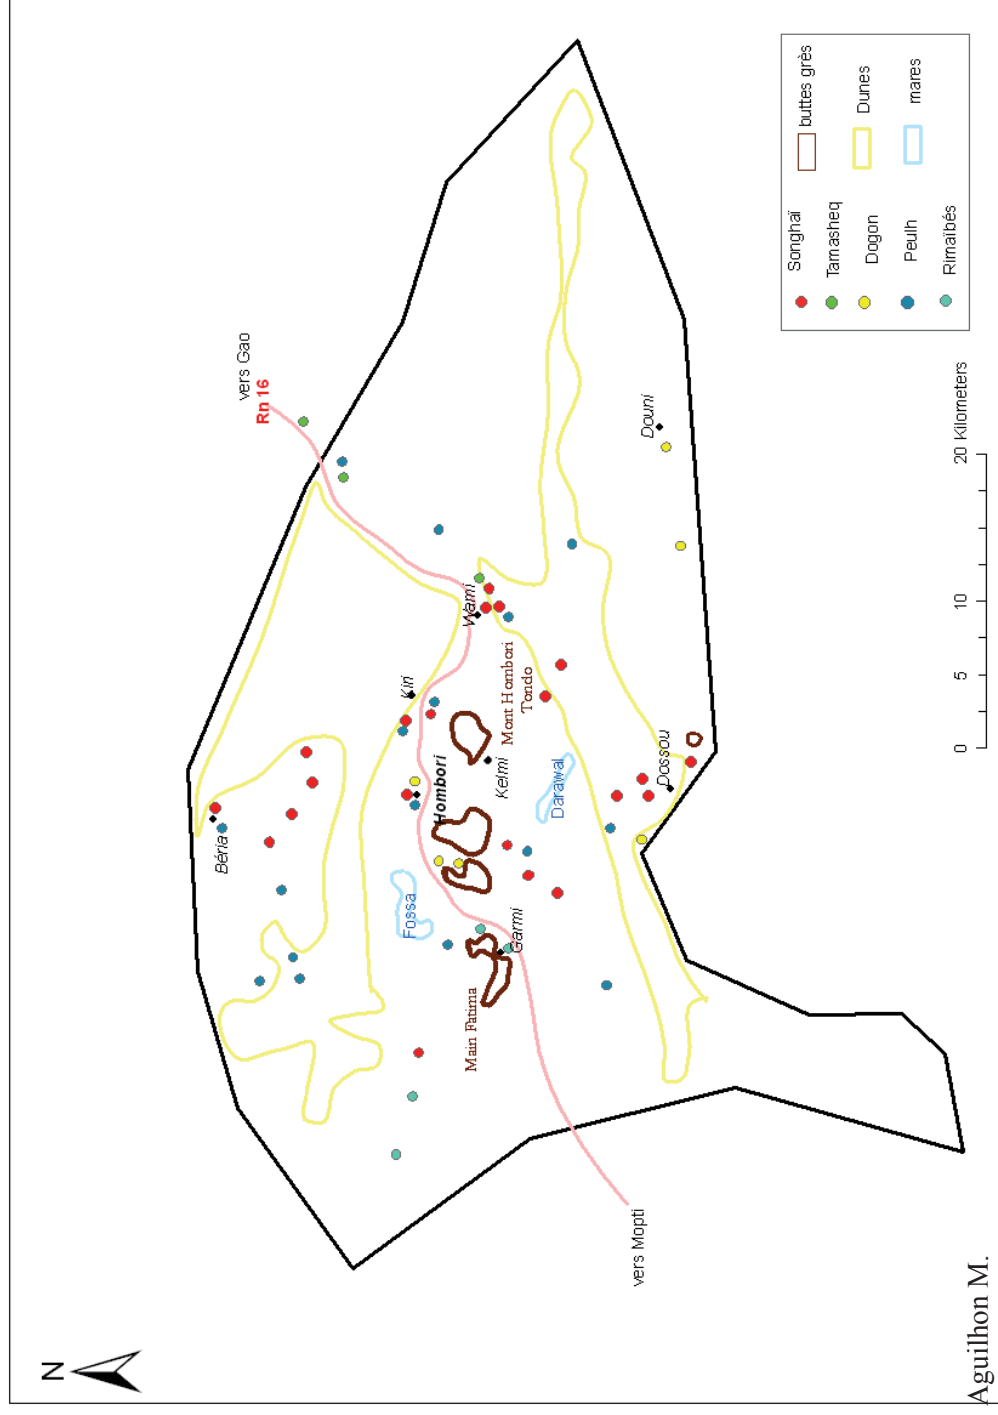 N
vers Gao
Rn 16
Béria
Kiri
Wami
Hombori
Fossa
Mont Hombori
Tondo
Kelmi
Garmi
Main Fatima
Darawal
Dossou
Douni
vers Mopti
Songhaï
Tamasheq
Dogon
Peulh
Rimaïbés
buttes grès
Dunes
mares
0 5 10 20 Kilometers
Aguilhon M.